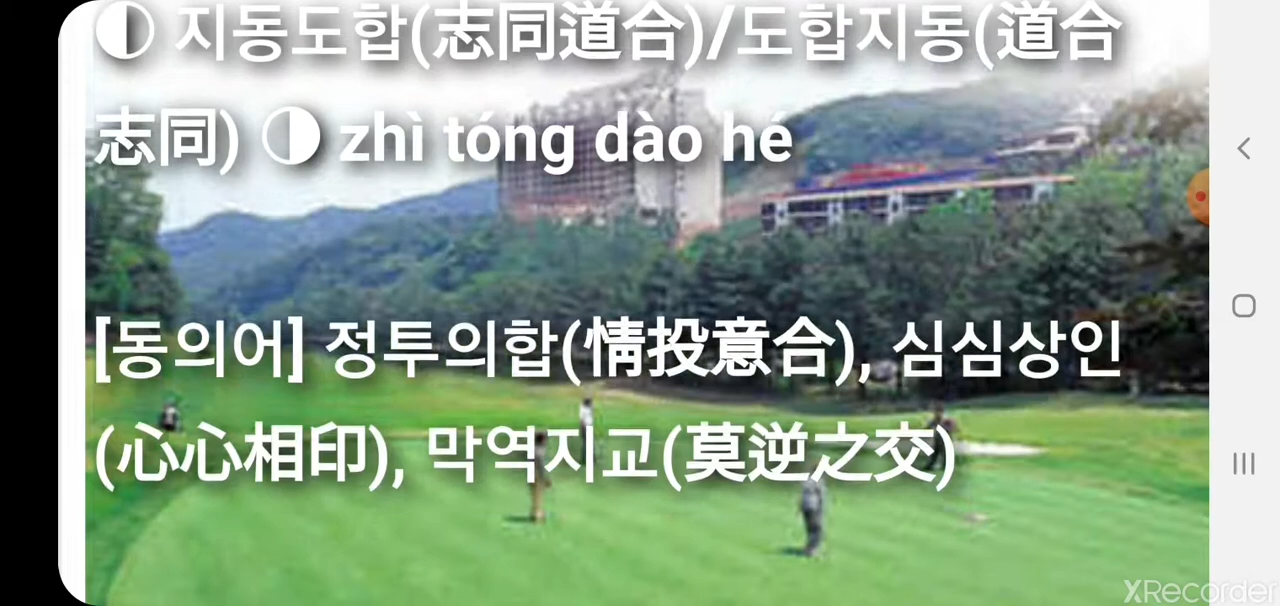 ◐ 지동도합(志同道合)/도합지동(道合
志同) ◑ zhì tóng dào hé
[동의어] 정투의합(情投意合), 심심상인
(心心相印), 막역지교(莫逆之交)
XRecorder